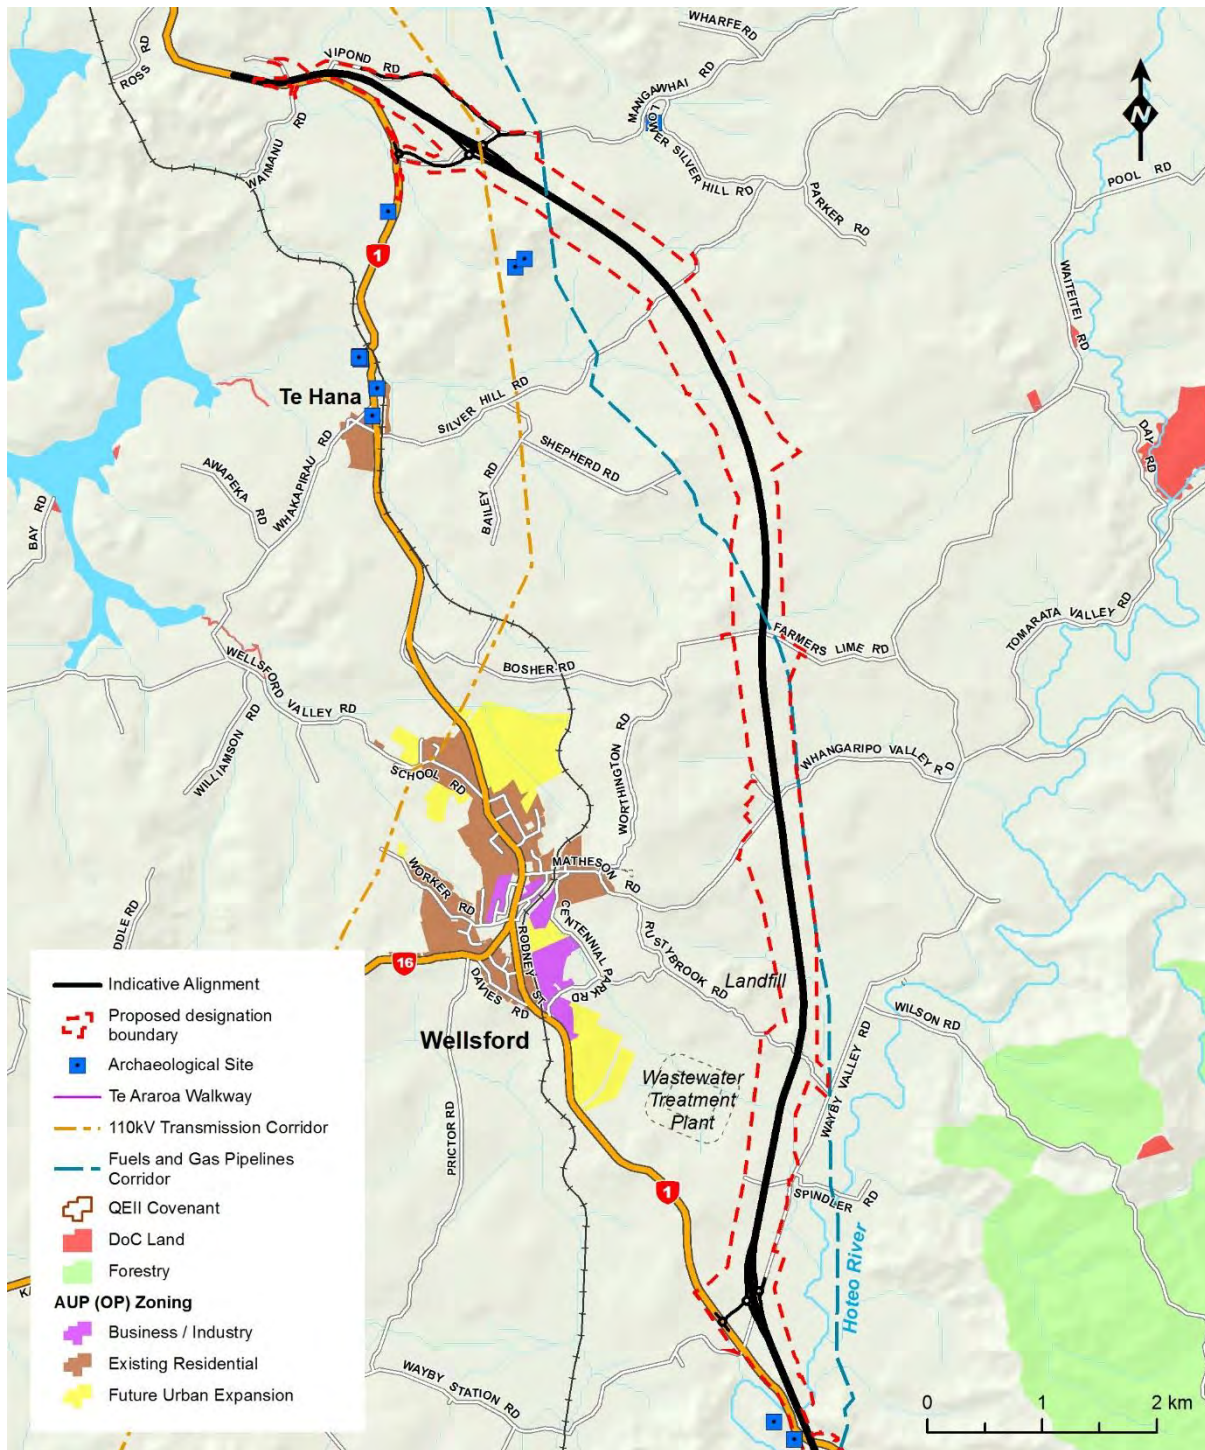 WHARFE RD
ROSS RD
VIPOND RD
MANGAWHAI RD
N
LOWER SILVER HILL RD
POOL RD
WAIMANU RD
PARKER RD
1
WAITEITEI RD
Te Hana
SILVER HILL RD
DAY RD
SHEPHERD RD
AWAPEKA RD
WHAKAPIRAU RD
BAILEY RD
BAY RD
TOMARATA VALLEY RD
FARMERS LIME RD
WELLSFORD VALLEY RD
BOSHER RD
WILLIAMSON RD
WORTHINGTON RD
WHANGARIPO VALLEY RD
SCHOOL RD
MATHESON RD
WORKER RD
CENTENNIAL PARK RD
RUSTYBROOK RD
DDLE RD
RODNEY ST
16
DAVIES RD
Landfill
WILSON RD
Wellsford
WAYBY VALLEY RD
Wastewater
Treatment
Plant
PRICTOR RD
1
SPINDLER RD
Hoteo River
WAYBY STATION RD
Indicative Alignment
Proposed designation
boundary
Archaeological Site
Te Araroa Walkway
110kV Transmission Corridor
Fuels and Gas Pipelines
Corridor
QEII Covenant
DoC Land
Forestry
AUP (OP) Zoning
Business / Industry
Existing Residential
Future Urban Expansion
0 1 2 km